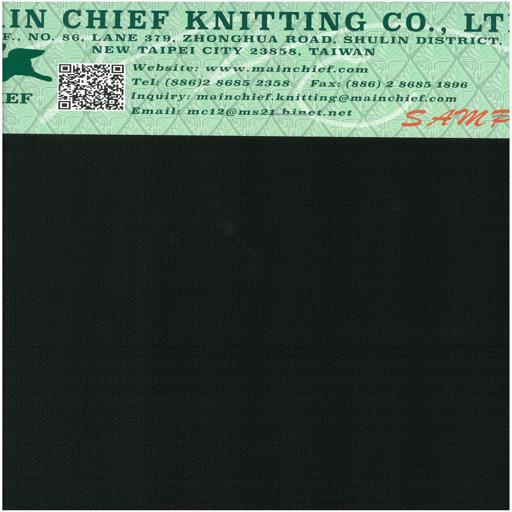 IN CHIEF KNITTING CO., LT
F., NO. 86, LANE 379, ZHONGHUA ROAD, SHULIN DISTRICT,
NEW TAIPEI CITY 23858, TAIWAN
Website: www.mainchief.com
Tel: (886)2 8685 2358 Fax: (886) 2 8685 1896
IEF
Inquiry: mainchief.knitting@mainchief.com
Email: mc12@ms21.hinet.net
SAMP